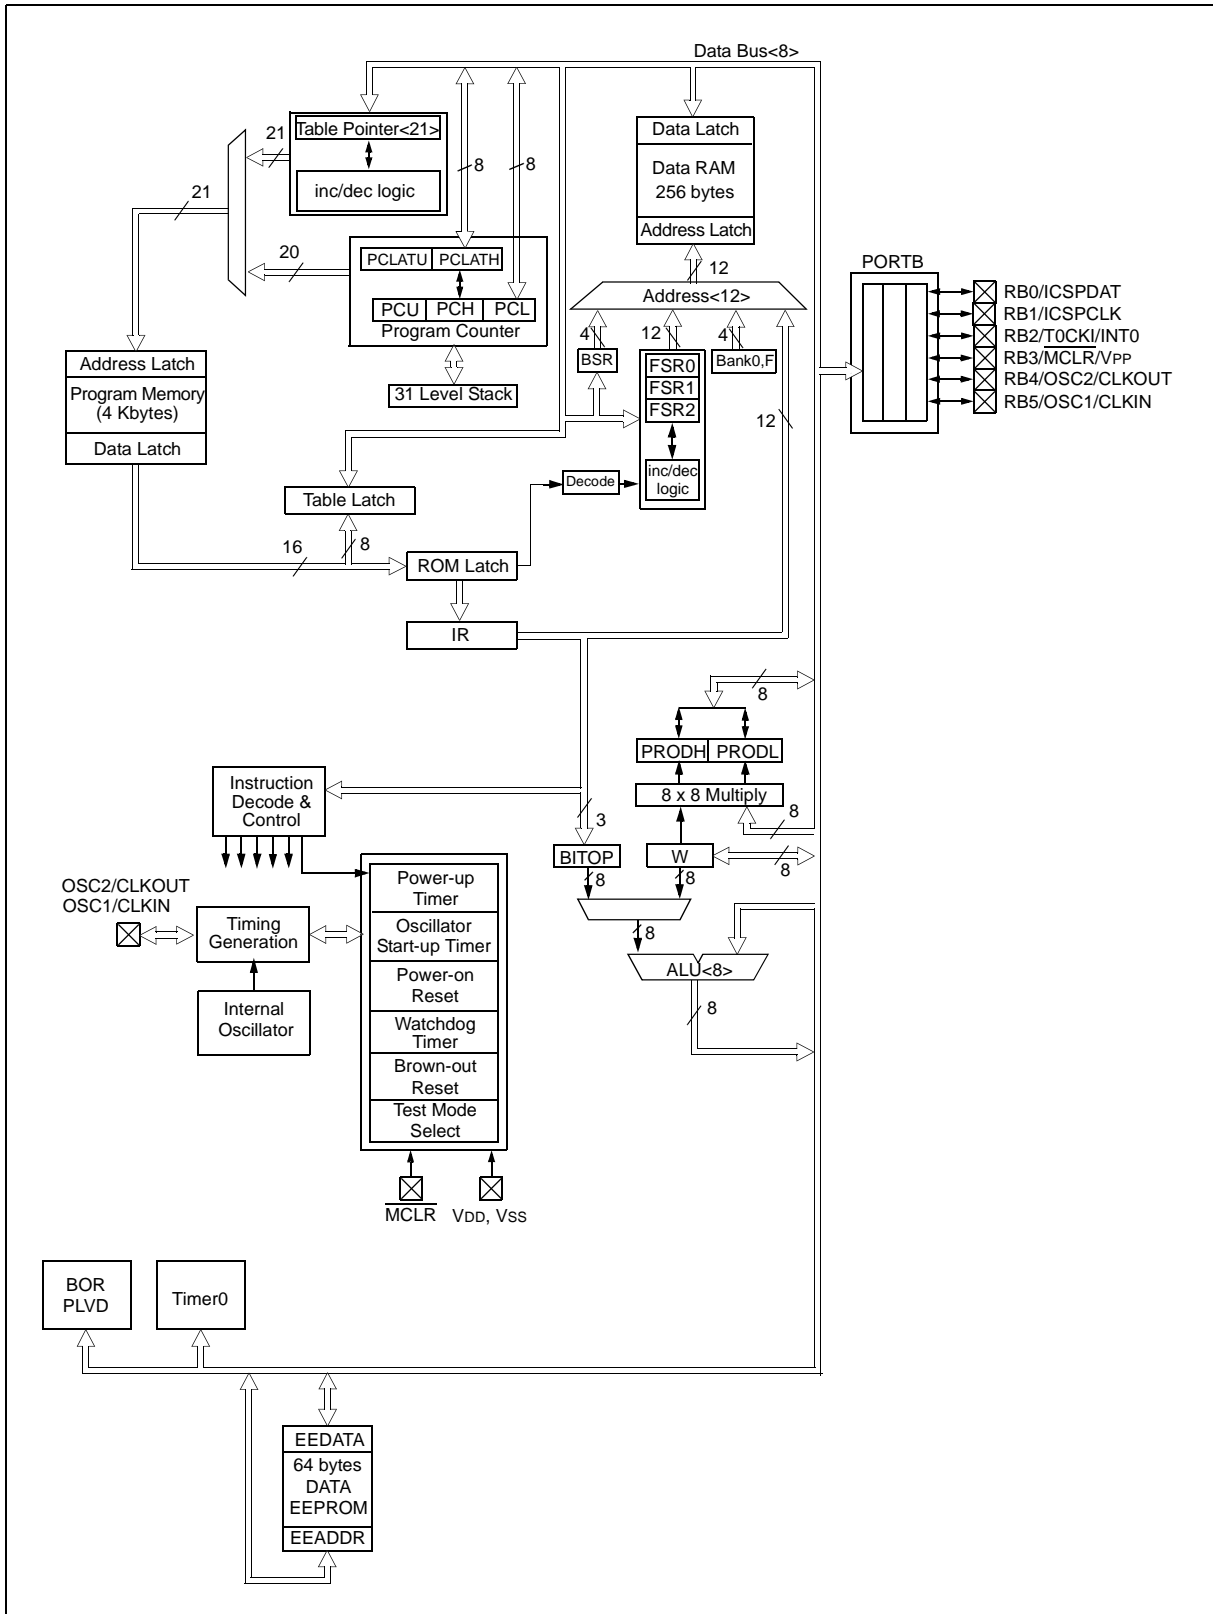 Data Bus<8>
Table Pointer<21>
inc/dec logic
21
21
20
8
8
PCLATU PCLATH
PCU PCH PCL
Program Counter
31 Level Stack
Data Latch
Data RAM
256 bytes
Address Latch
12
Address<12>
4
12
4
BSR
FSR0
FSR1
FSR2
inc/dec
logic
Bank0,F
12
PORTB
RB0/ICSPDAT
RB1/ICSPCLK
RB2/T0CKI/INT0
RB3/MCLR/VPP
RB4/OSC2/CLKOUT
RB5/OSC1/CLKIN
Address Latch
Program Memory
(4 Kbytes)
Data Latch
Table Latch
Decode
16
8
ROM Latch
IR
8
PRODH PRODL
8 x 8 Multiply
8
Instruction
Decode &
Control
3
BITOP
W
8
8
8
8
ALU<8>
8
OSC2/CLKOUT
OSC1/CLKIN
Timing
Generation
Internal
Oscillator
Power-up
Timer
Oscillator
Start-up Timer
Power-on
Reset
Watchdog
Timer
Brown-out
Reset
Test Mode
Select
MCLR
VDD, VSS
BOR
PLVD
Timer0
EEDATA
64 bytes
DATA
EEPROM
EEADDR